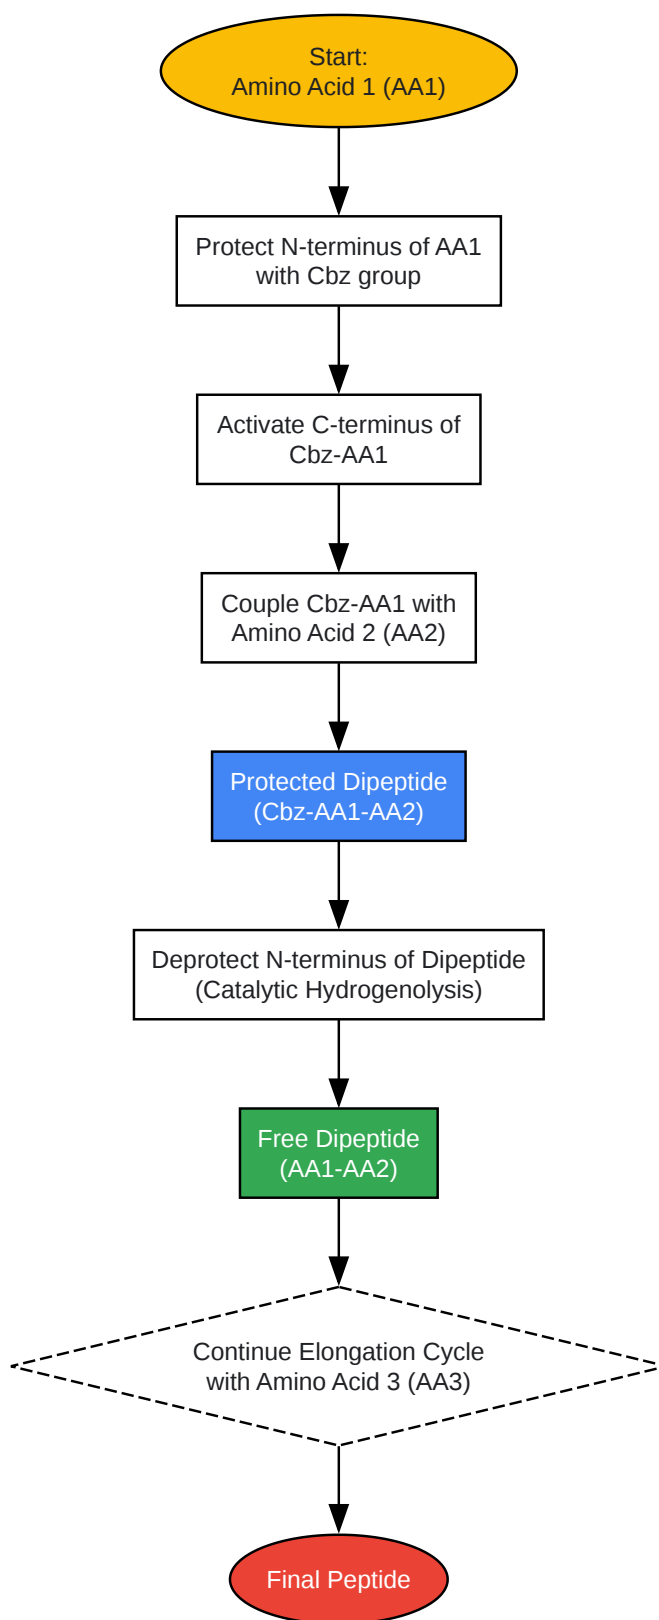 Start:
Amino Acid 1 (AA1)
Protect N-terminus of AA1
with Cbz group
Activate C-terminus of
Cbz-AA1
Couple Cbz-AA1 with
Amino Acid 2 (AA2)
Protected Dipeptide
(Cbz-AA1-AA2)
Deprotect N-terminus of Dipeptide
(Catalytic Hydrogenolysis)
Free Dipeptide
(AA1-AA2)
Continue Elongation Cycle
with Amino Acid 3 (AA3)
Final Peptide